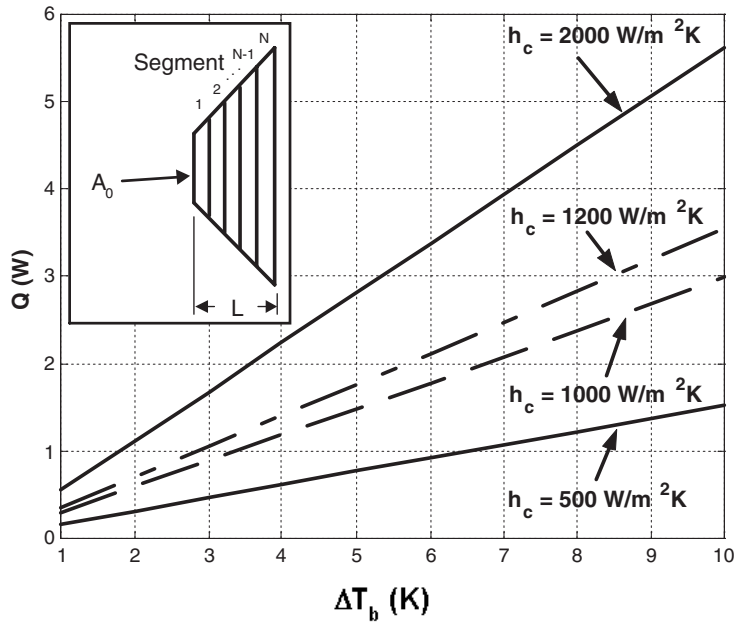 6
5
4
3
2
1
0
Q (W)
1 2 3 4 5 6 7 8 9 10
ΔT_b (K)
Segment
1 2 ... N-1 N
A_0
L
h_c = 2000 W/m ^2K
h_c = 1200 W/m ^2K
h_c = 1000 W/m ^2K
h_c = 500 W/m ^2K